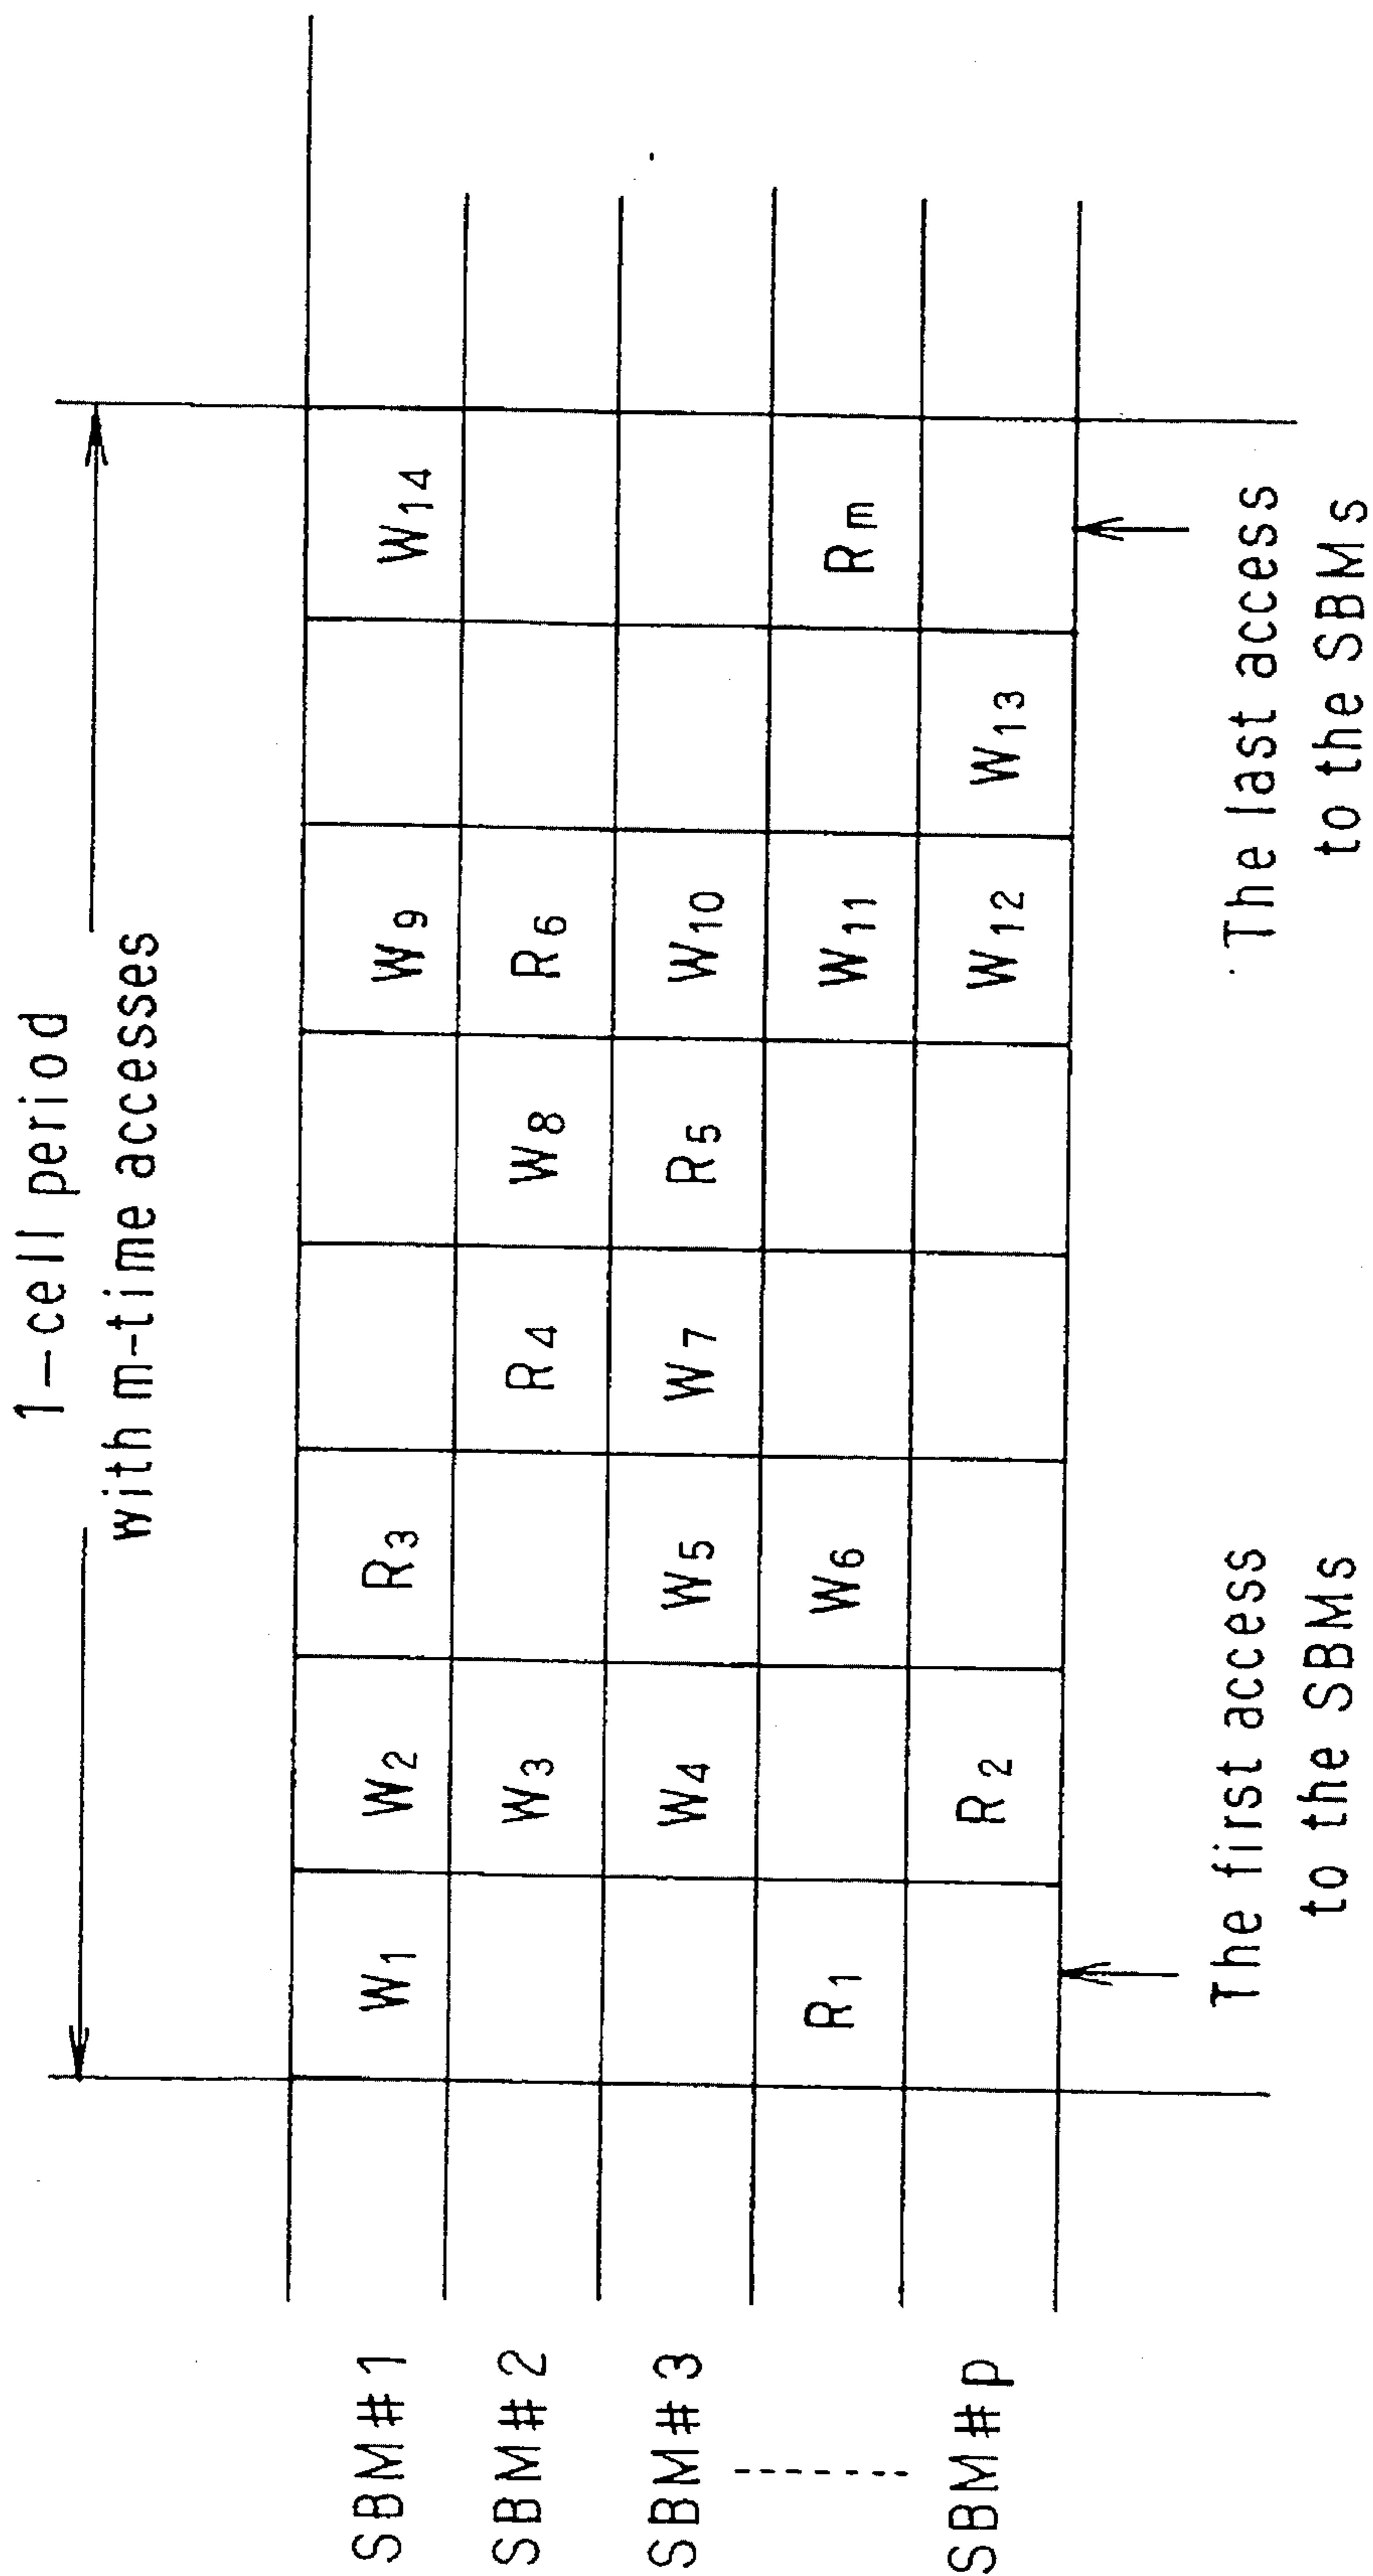 1-cell period
with m-time accesses
SBM#1 W1 W2 R3 W9 W14
SBM#2 W3 R4 W8 R6
SBM#3 W4 W5 W7 R5 W10
R1 W6 W11 Rm
SBM#p R2 W12 W13
The first access
to the SBMs
The last access
to the SBMs